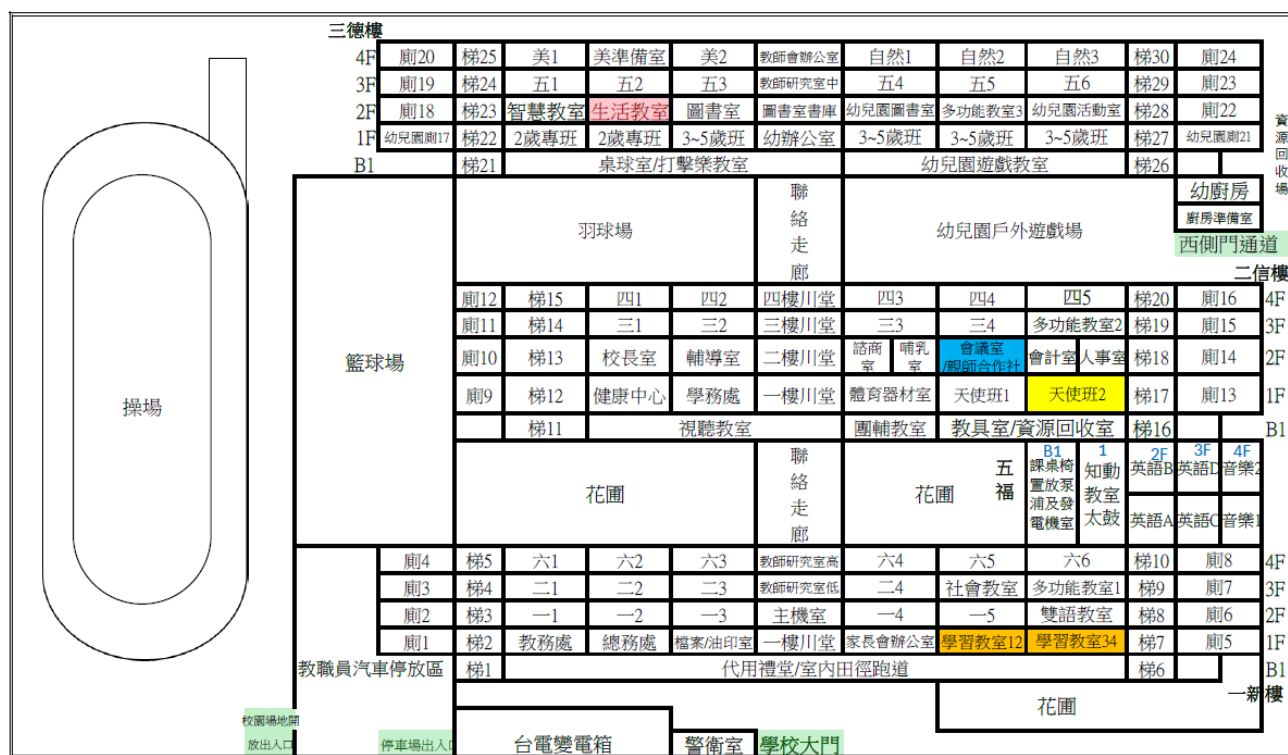 三德樓
4F 廁20 梯25 美1 美準備室 美2 教師會辦公室 自然1 自然2 自然3 梯30 廁24
3F 廁19 梯24 五1 五2 五3 教師研究室中 五4 五5 五6 梯29 廁23
2F 廁18 梯23 智慧教室 生活教室 圖書室 圖書室書庫 幼兒園圖書室 多功能教室3 幼兒園活動室 梯28 廁22
1F 幼兒園廁17 梯22 2歲專班 2歲專班 3~5歲班 幼辦公室 3~5歲班 3~5歲班 3~5歲班 梯27 幼兒園廁21
資源回收場
B1 梯21 桌球室/打擊樂教室 幼兒園遊戲教室 梯26
幼廚房
廚房準備室
羽球場 聯絡走廊 幼兒園戶外遊戲場
西側門通道
二信樓
廁12 梯15 四1 四2 四樓川堂 四3 四4 四5 梯20 廁16 4F
廁11 梯14 三1 三2 三樓川堂 三3 三4 多功能教室2 梯19 廁15 3F
籃球場
廁10 梯13 校長室 輔導室 二樓川堂 諮商室 哺乳室 會議室/親師合作社 會計室 人事室 梯18 廁14 2F
操場
廁9 梯12 健康中心 學務處 一樓川堂 體育器材室 天使班1 天使班2 梯17 廁13 1F
梯11 視聽教室 團輔教室 教具室/資源回收室 梯16 B1
花圃 聯絡走廊 花圃 五福
B1 課桌椅置放泵浦及發電機室
1 知動教室太鼓
2F 3F 4F
英語B 英語D 音樂2
英語A 英語C 音樂1
廁4 梯5 六1 六2 六3 教師研究室高 六4 六5 六6 梯10 廁8 4F
廁3 梯4 二1 二2 二3 教師研究室低 二4 社會教室 多功能教室1 梯9 廁7 3F
廁2 梯3 一1 一2 一3 主機室 一4 一5 雙語教室 梯8 廁6 2F
廁1 梯2 教務處 總務處 檔案/油印室 一樓川堂 家長會辦公室 學習教室12 學習教室34 梯7 廁5 1F
教職員汽車停放區 梯1 代用禮堂/室內田徑跑道 梯6 B1
一新樓
花圃
校園場地開
放出入口
停車場出入口
台電變電箱 警衛室 學校大門